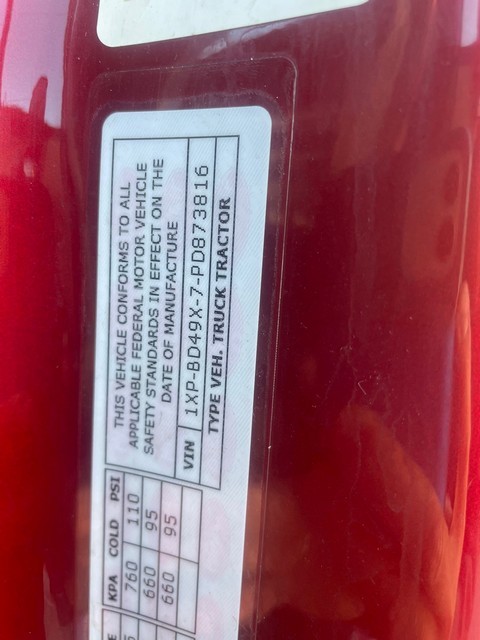 THIS VEHICLE CONFORMS TO ALL
APPLICABLE FEDERAL MOTOR VEHICLE
SAFETY STANDARDS IN EFFECT ON THE
DATE OF MANUFACTURE
VIN 1XP-BD49X-7-PD873816
TYPE VEH. TRUCK TRACTOR
KPA COLD PSI
760 110
660 95
660 95